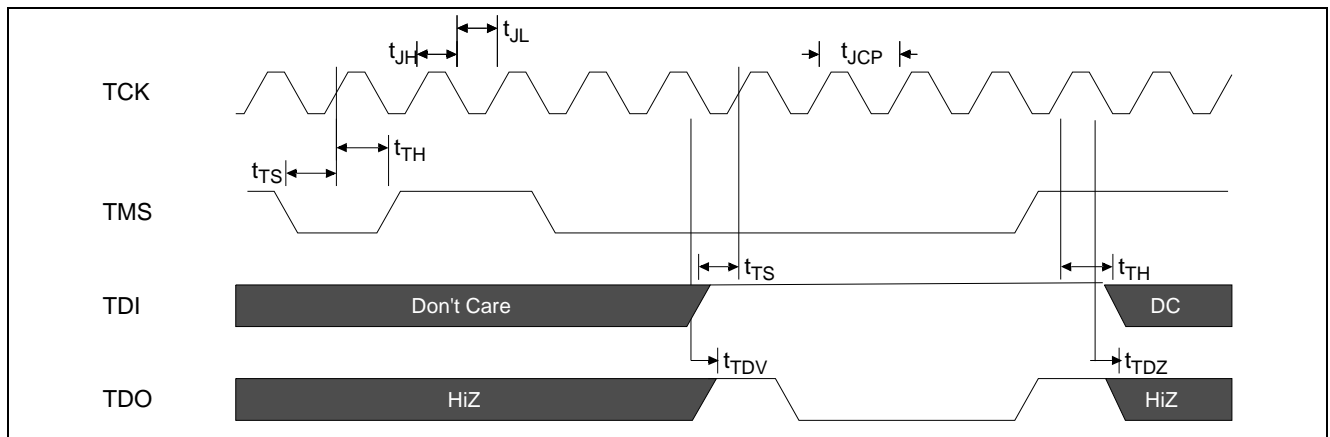 tJL
tJH
tJCP
TCK
tTH
tTS
TMS
tTS
tTH
TDI
Don't Care
DC
tTDV
tTDZ
TDO
HiZ
HiZ